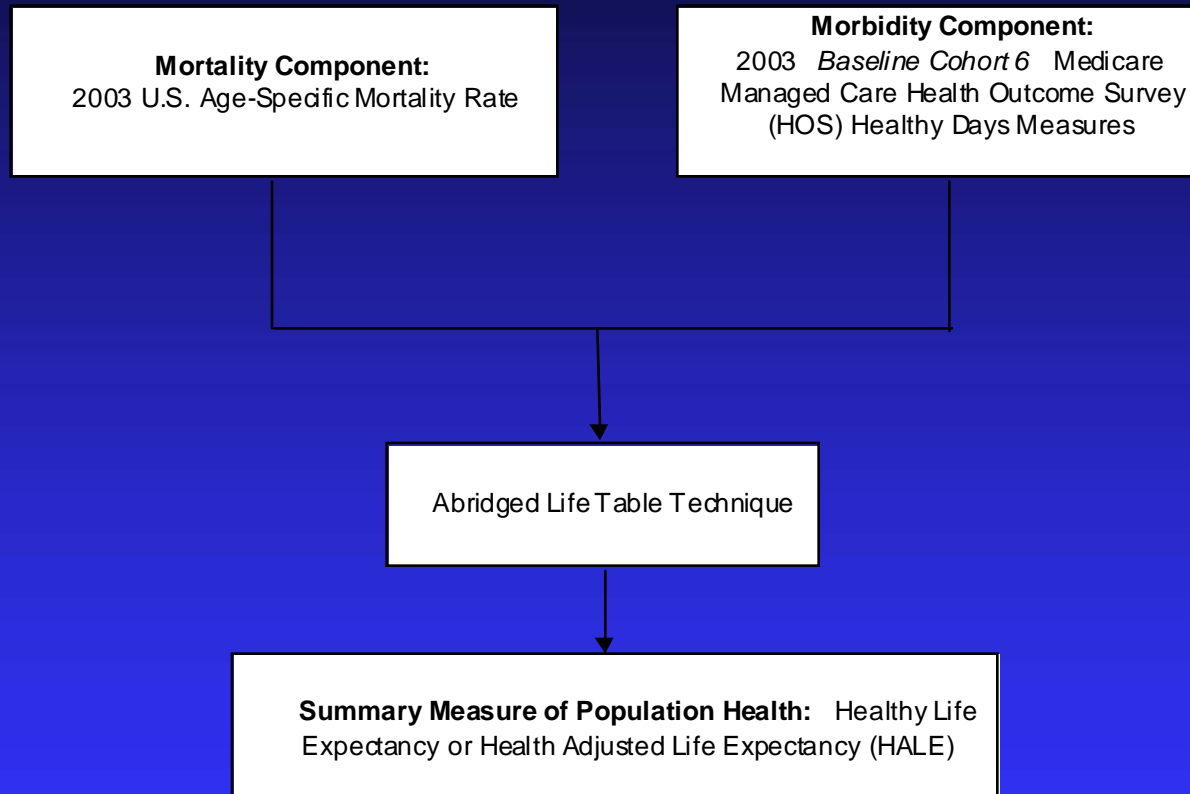 Mortality Component:
2003 U.S. Age-Specific Mortality Rate
Morbidity Component:
2003 Baseline Cohort 6 Medicare
Managed Care Health Outcome Survey
(HOS) Healthy Days Measures
Abridged Life Table Technique
Summary Measure of Population Health: Healthy Life
Expectancy or Health Adjusted Life Expectancy (HALE)